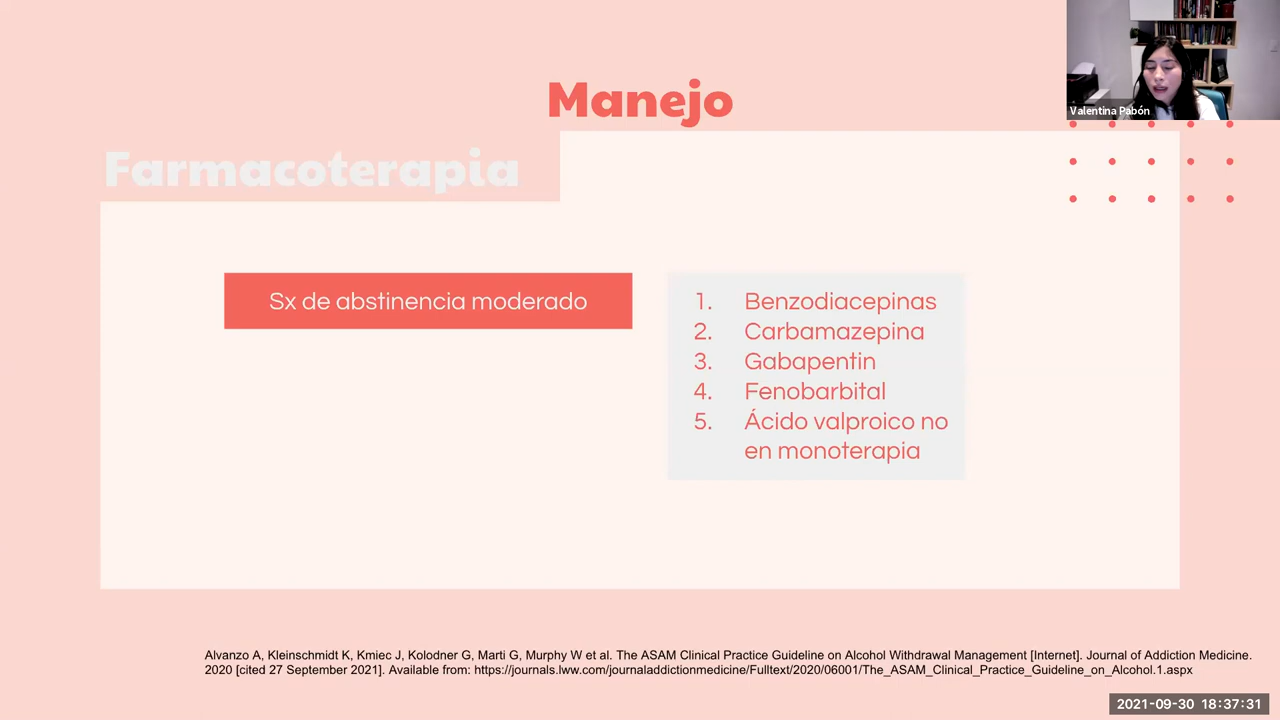 Manejo
Valentina Pabón
Farmacoterapia
Sx de abstinencia moderado
1. Benzodiacepinas
2. Carbamazepina
3. Gabapentin
4. Fenobarbital
5. Ácido valproico no
en monoterapia
Alvanzo A, Kleinschmidt K, Kmiec J, Kolodner G, Marti G, Murphy W et al. The ASAM Clinical Practice Guideline on Alcohol Withdrawal Management [Internet]. Journal of Addiction Medicine.
2020 [cited 27 September 2021]. Available from: https://journals.lww.com/journaladdictionmedicine/Fulltext/2020/06001/The_ASAM_Clinical_Practice_Guideline_on_Alcohol.1.aspx
2021-09-30 18:37:31